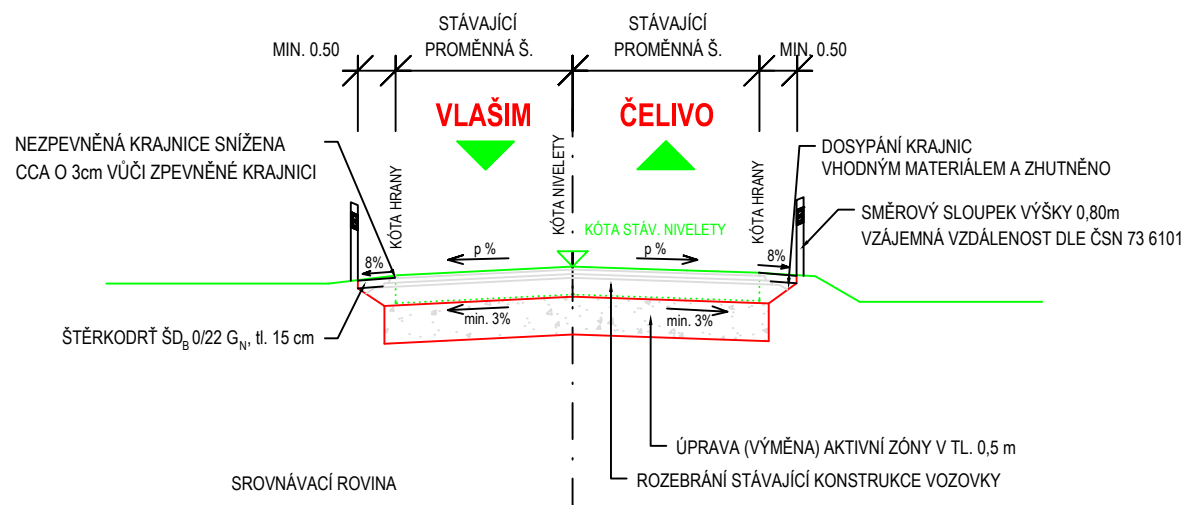 STÁVAJÍCÍ
PROMĚNNÁ Š.
STÁVAJÍCÍ
PROMĚNNÁ Š.
MIN. 0.50
MIN. 0.50
VLAŠIM
ČELIVO
NEZPEVNĚNÁ KRAJNICE SNÍŽENA
CCA O 3cm VŮČI ZPEVNĚNÉ KRAJNICI
DOSYPÁNÍ KRAJNIC
VHODNÝM MATERIÁLEM A ZHUTNĚNO
KÓTA HRANY
KÓTA NIVELETY
KÓTA HRANY
SMĚROVÝ SLOUPEK VÝŠKY 0,80m
VZÁJEMNÁ VZDÁLENOST DLE ČSN 73 6101
KÓTA STÁV. NIVELETY
8%
p %
p %
8%
min. 3%
min. 3%
ŠTĚRKODRŤ ŠD_B 0/22 G_N, tl. 15 cm
ÚPRAVA (VÝMĚNA) AKTIVNÍ ZÓNY V TL. 0,5 m
ROZEBRÁNÍ STÁVAJÍCÍ KONSTRUKCE VOZOVKY
SROVNÁVACÍ ROVINA